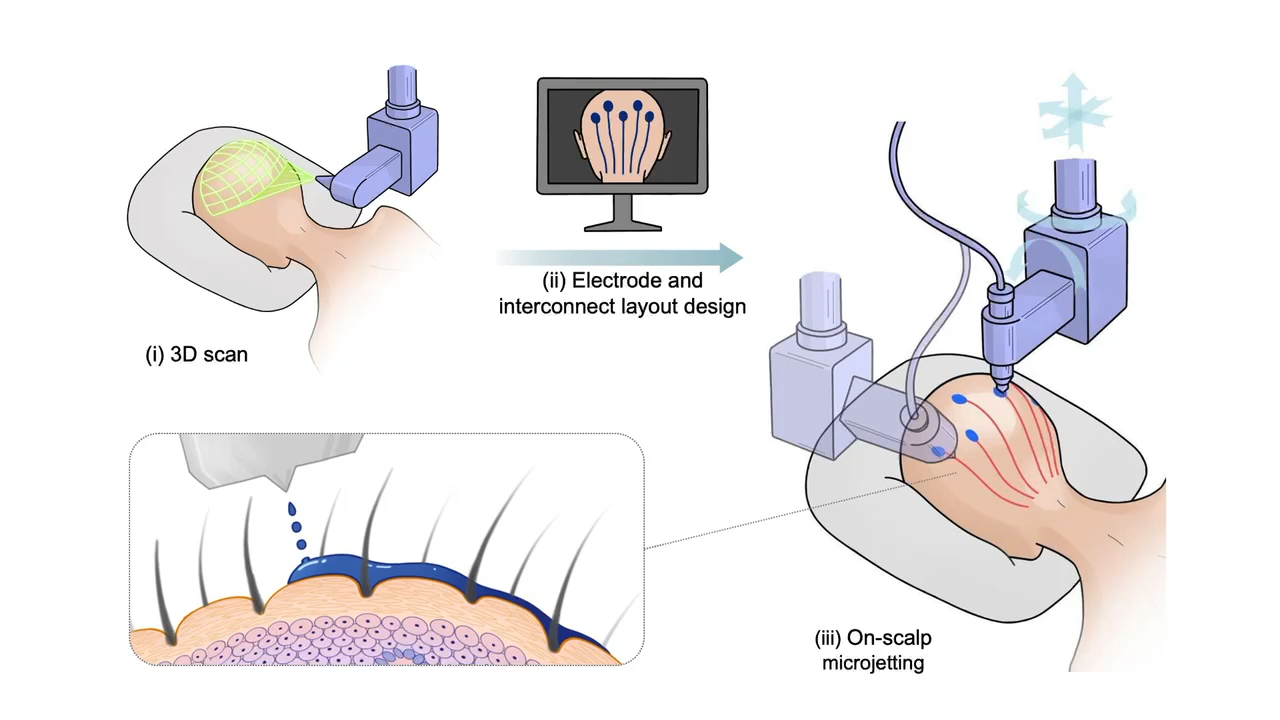 (i) 3D scan
(ii) Electrode and
interconnect layout design
(iii) On-scalp
microjetting